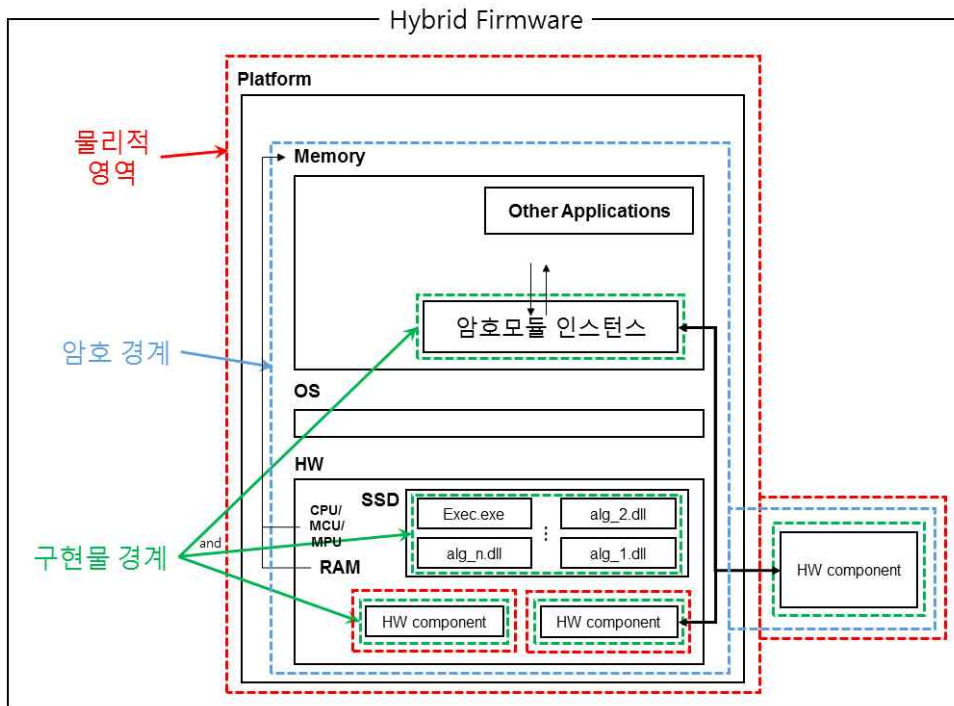 Hybrid Firmware
Platform
물리적
영역
Memory
Other Applications
암호모듈 인스턴스
암호 경계
OS
HW
SSD
CPU/
MCU/
MPU
RAM
Exec.exe
alg_2.dll
⋮
alg_n.dll
alg_1.dll
구현물 경계
and
HW component
HW component
HW component